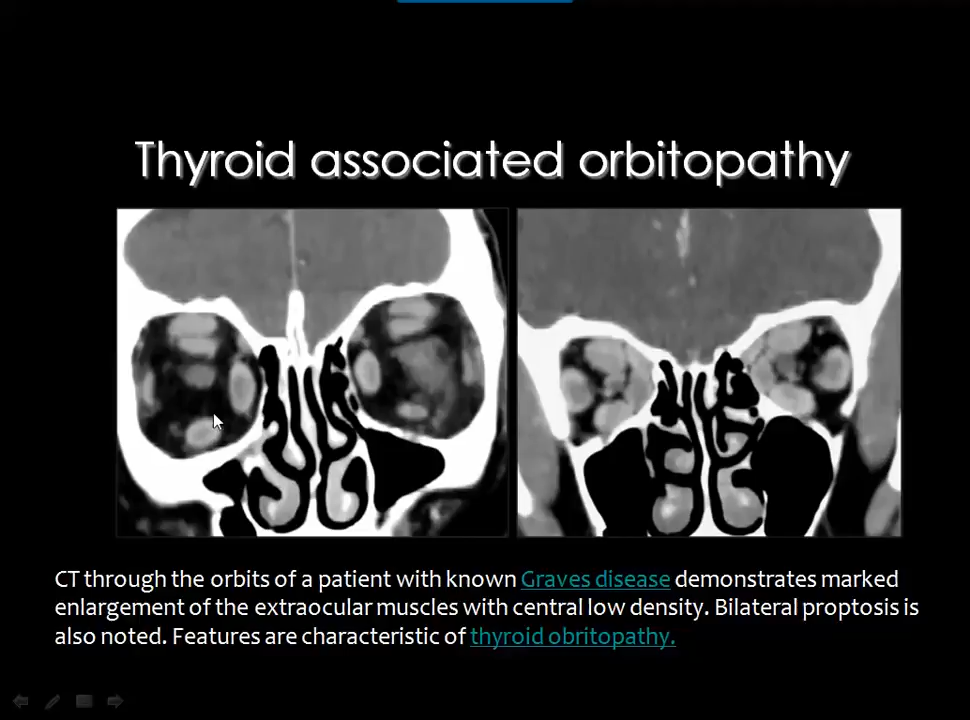 Thyroid associated orbitopathy
CT through the orbits of a patient with known Graves disease demonstrates marked
enlargement of the extraocular muscles with central low density. Bilateral proptosis is
also noted. Features are characteristic of thyroid obritopathy.